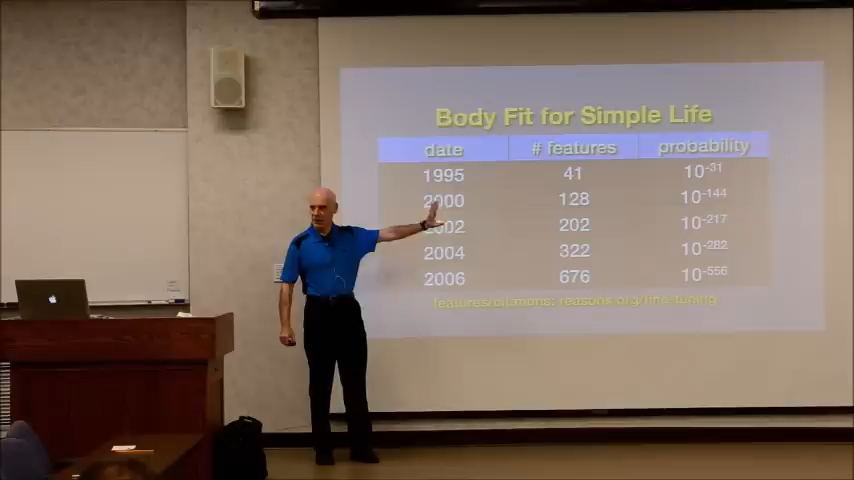 Body Fit for Simple Life
date # features probability
1995 41 10⁻³¹
2000 128 10⁻¹⁴⁴
2002 202 10⁻²¹⁷
2004 322 10⁻²⁸²
2006 676 10⁻⁵⁵⁶
features/citations: reasons.org/fine-tuning